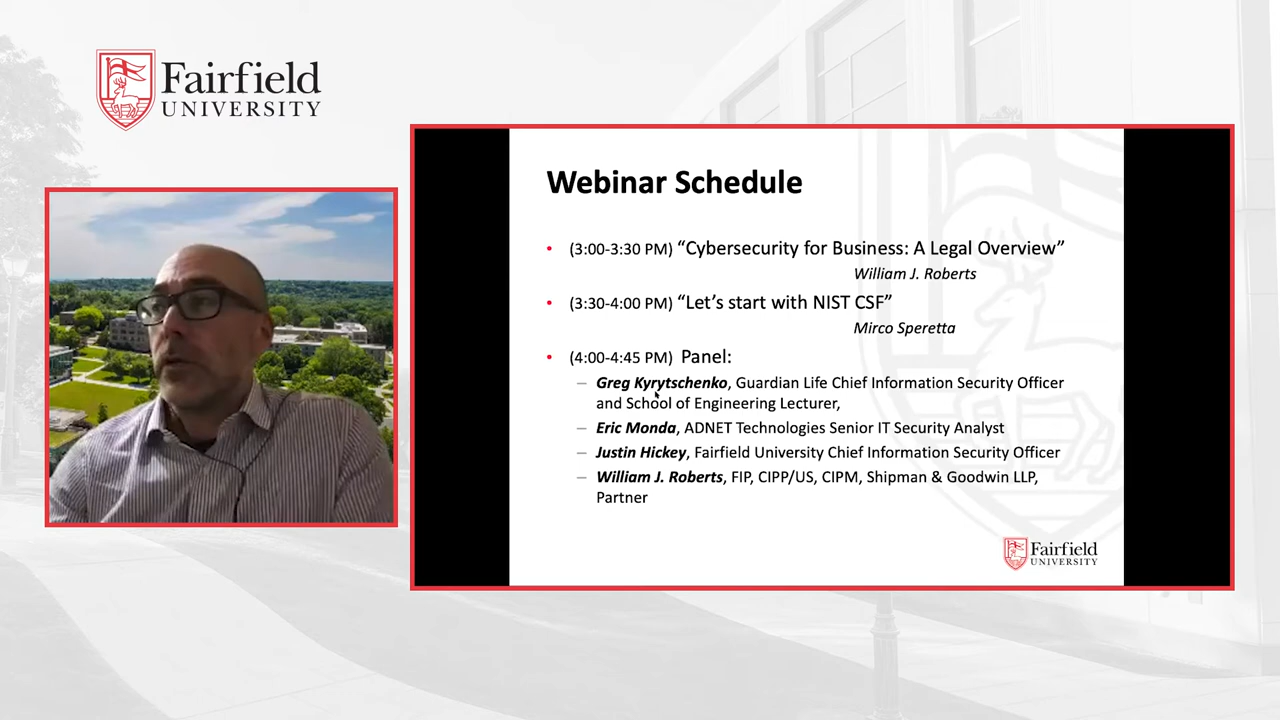 Fairfield
UNIVERSITY
Webinar Schedule
• (3:00-3:30 PM) “Cybersecurity for Business: A Legal Overview”
William J. Roberts
• (3:30-4:00 PM) “Let’s start with NIST CSF”
Mirco Speretta
• (4:00-4:45 PM) Panel:
– Greg Kyrytschenko, Guardian Life Chief Information Security Officer
and School of Engineering Lecturer,
– Eric Monda, ADNET Technologies Senior IT Security Analyst
– Justin Hickey, Fairfield University Chief Information Security Officer
– William J. Roberts, FIP, CIPP/US, CIPM, Shipman & Goodwin LLP,
Partner
Fairfield
UNIVERSITY